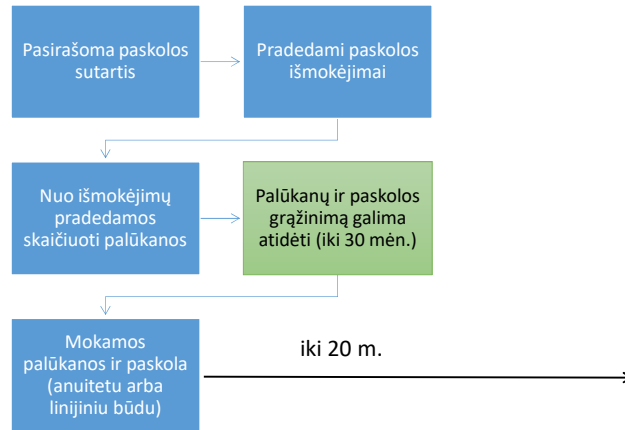 Pasirašoma paskolos
sutartis
Pradedami paskolos
išmokėjimai
Nuo išmokėjimų
pradedamos
skaičiuoti palūkanos
Palūkanų ir paskolos
grąžinimą galima
atidėti (iki 30 mėn.)
Mokamos
palūkanos ir paskola
(anuitetu arba
linijiniu būdu)
iki 20 m.